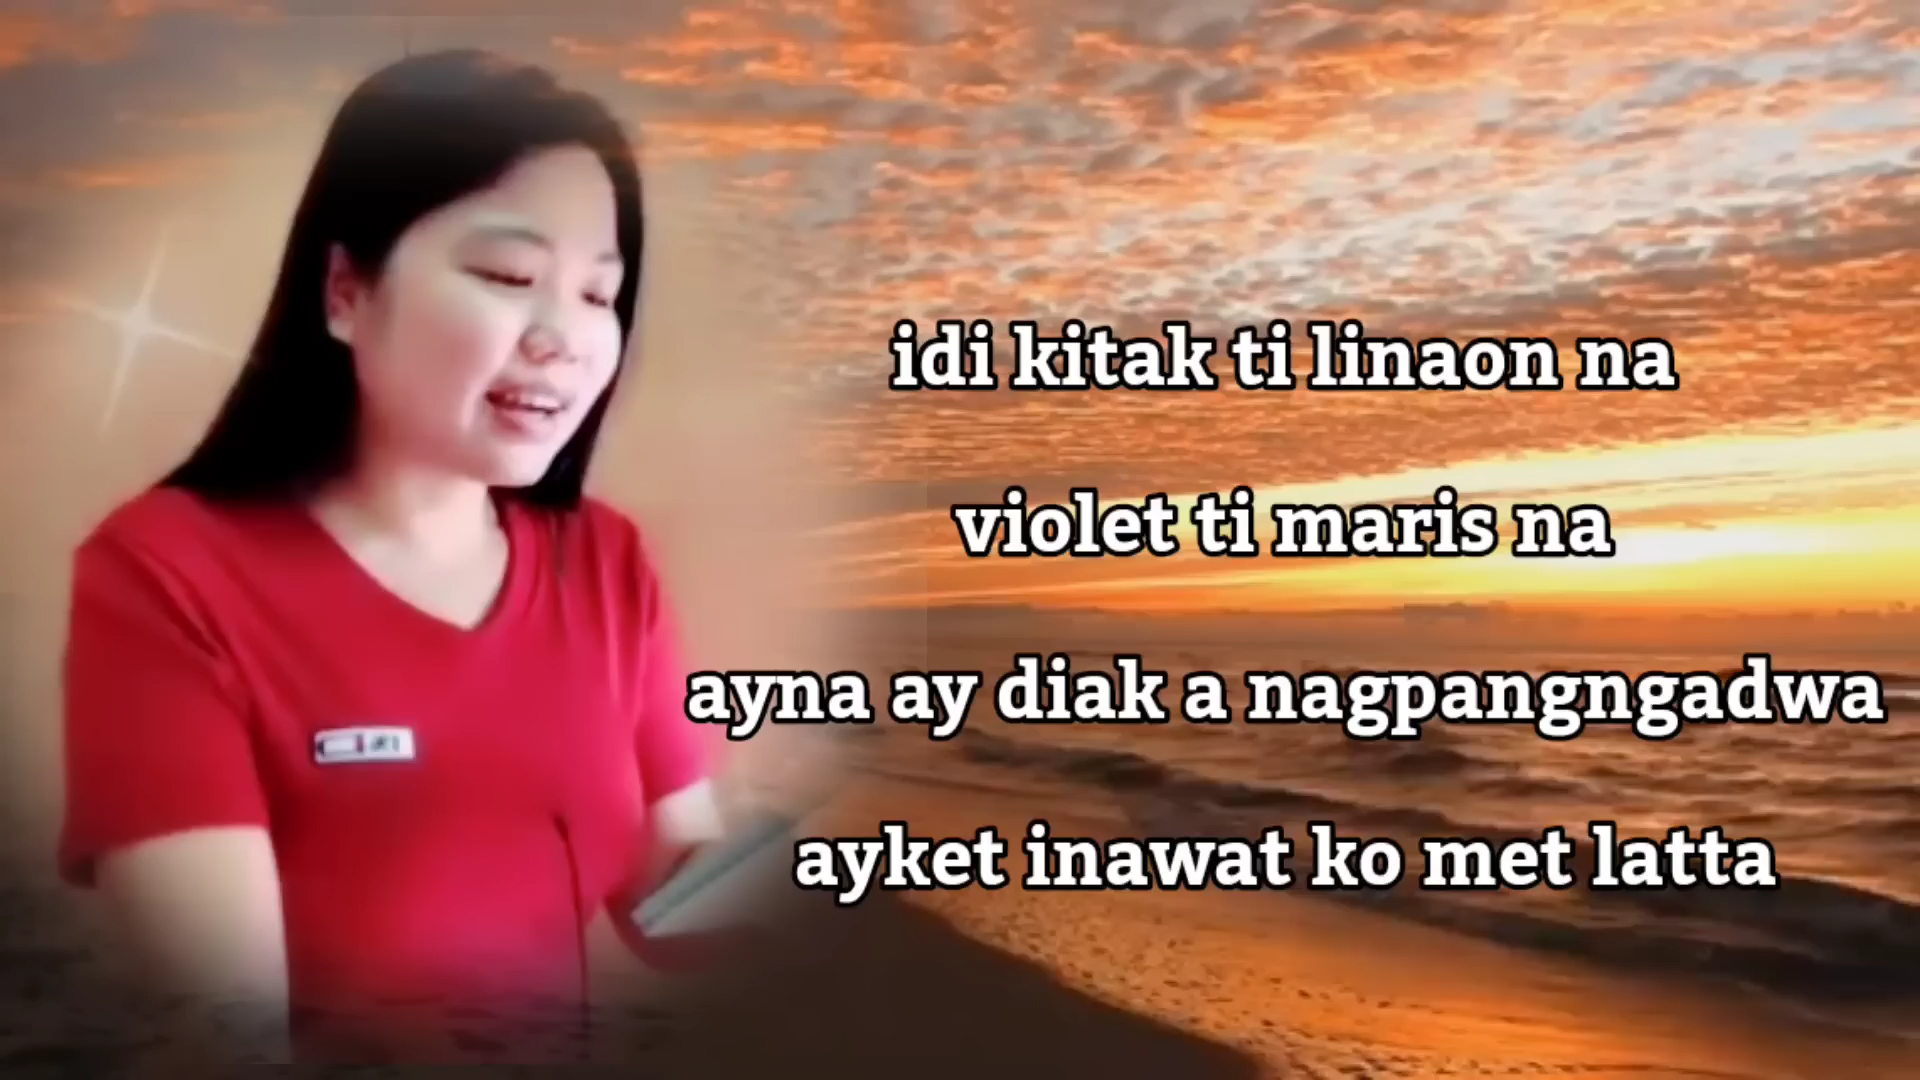 idi kitak ti linaon na
violet ti maris na
ayna ay diak a nagpangngadwa
ayket inawat ko met latta